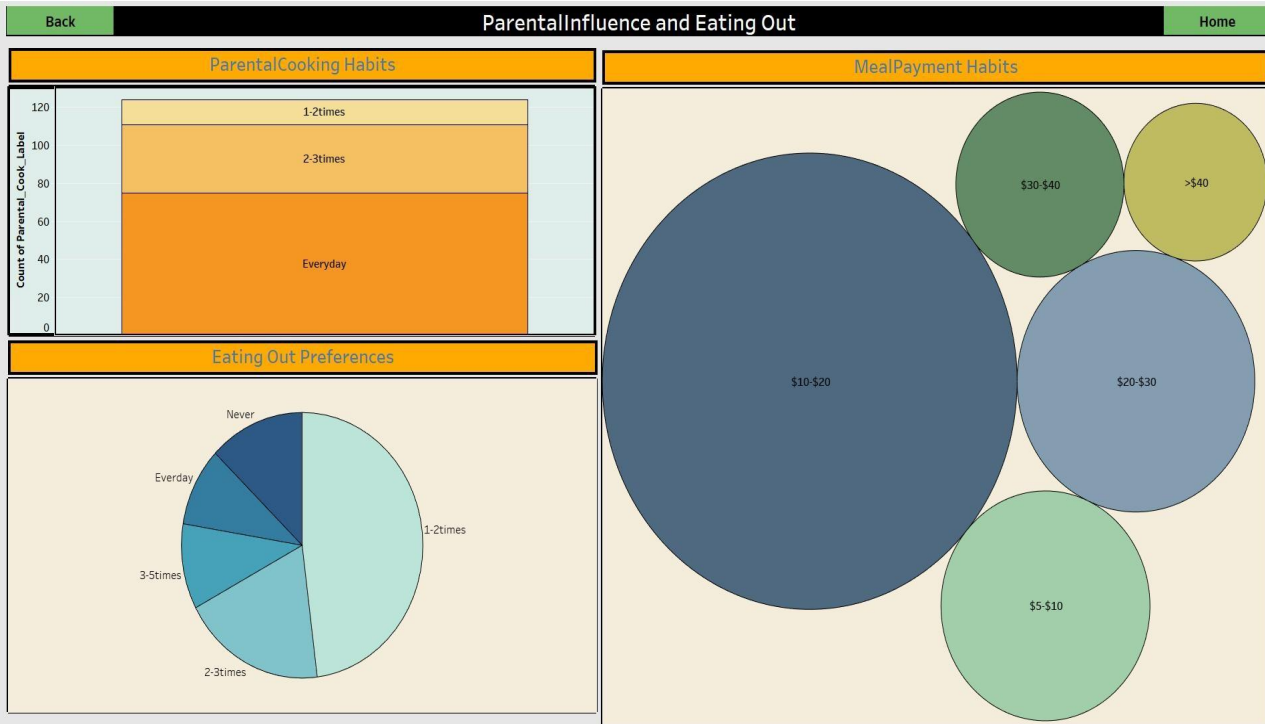 Back
ParentalInfluence and Eating Out
Home
ParentalCooking Habits
Count of Parental_Cook_Label
120
100
80
60
40
20
0
1-2times
2-3times
Everyday
Eating Out Preferences
Never
Everday
3-5times
2-3times
1-2times
MealPayment Habits
$30-$40
>$40
$10-$20
$20-$30
$5-$10